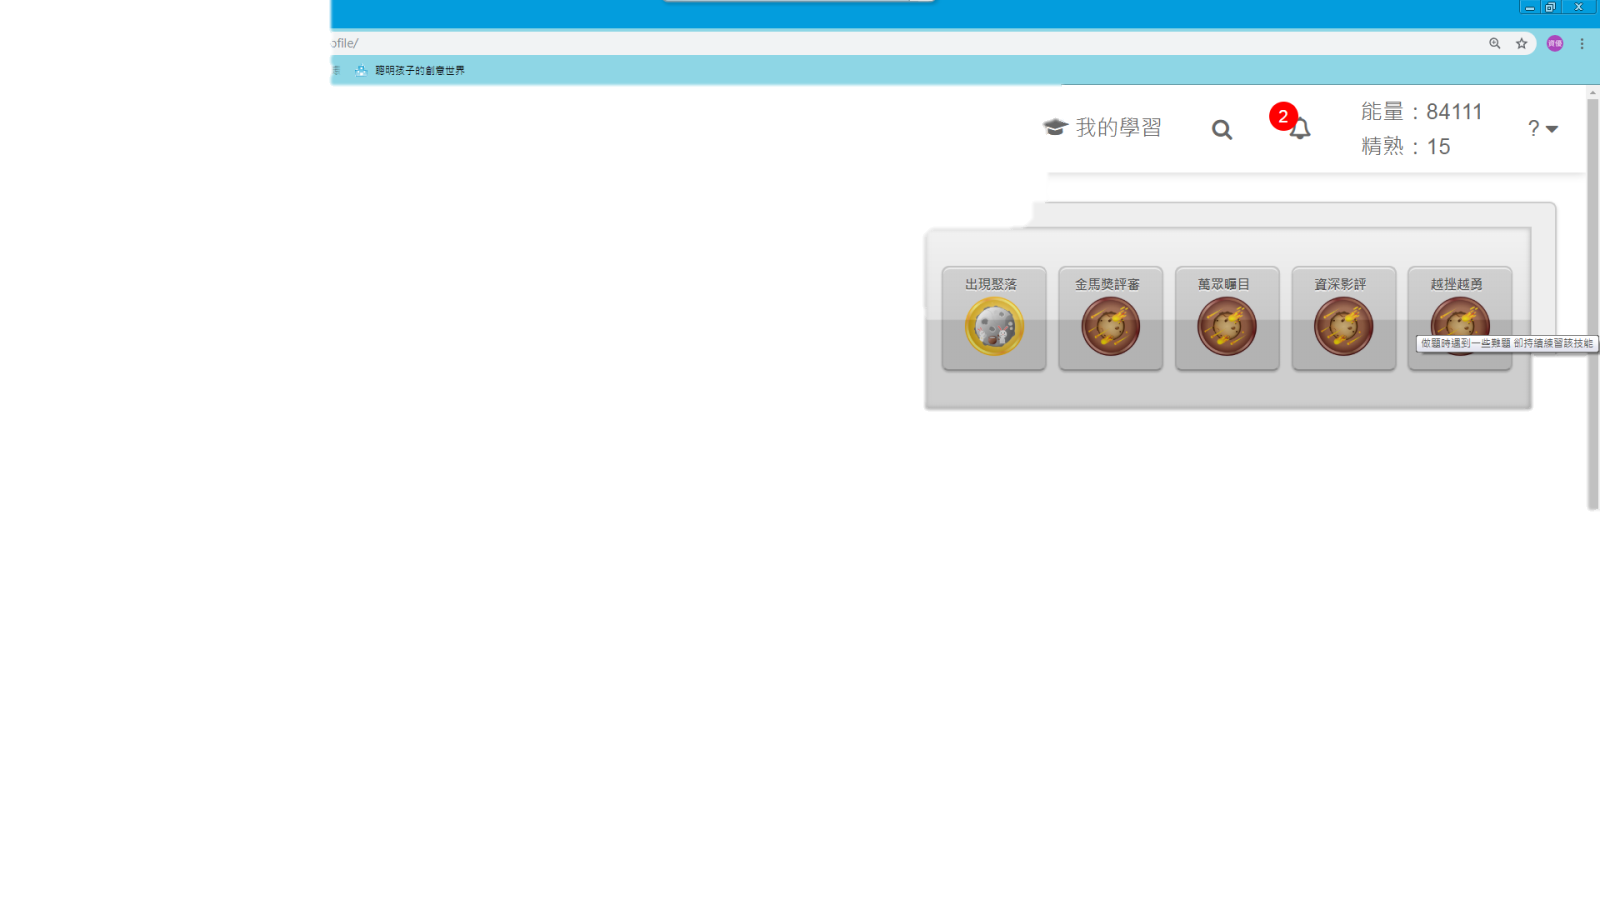 ofile/
資優
聰明孩子的創意世界
我的學習
2
能量：84111
精熟：15
?
出現聚落
金馬獎評審
萬眾矚目
資深影評
越挫越勇
做題時遇到一些難題 卻持續練習該技能